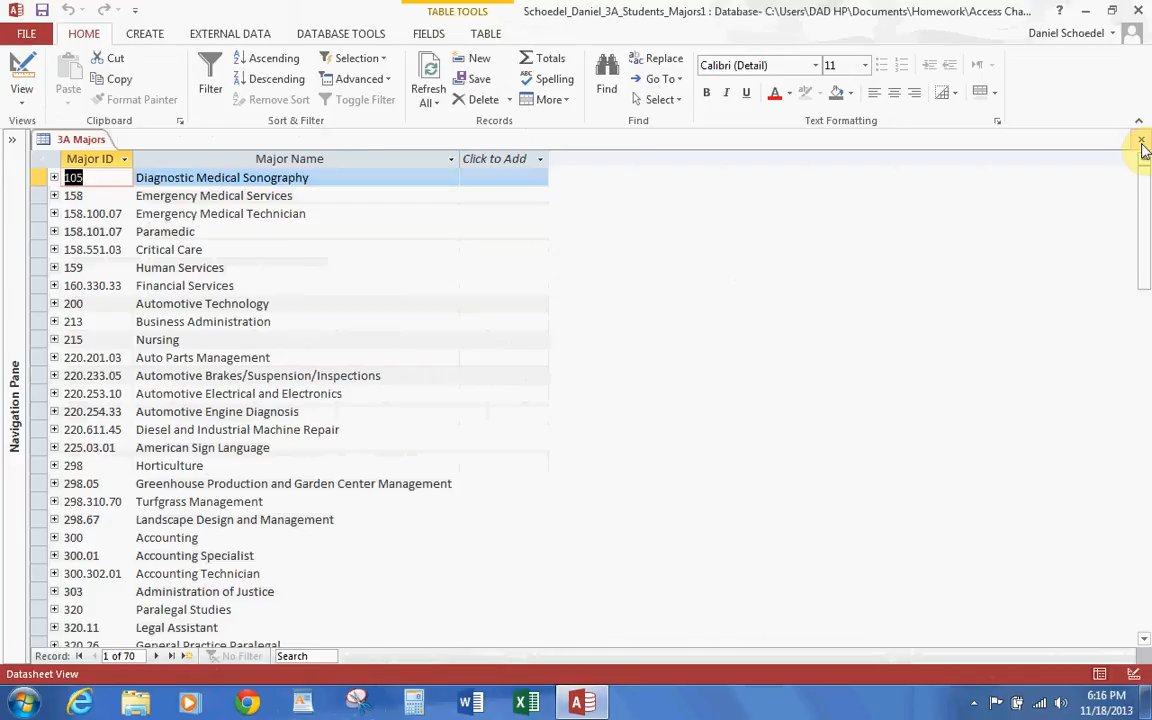 TABLE TOOLS Schoedel_Daniel_3A_Students_Majors1 : Database- C:\Users\DAD HP\Documents\Homework\Access Cha... ?
FILE HOME CREATE EXTERNAL DATA DATABASE TOOLS FIELDS TABLE Daniel Schoedel
View
Views
Paste
Cut
Copy
Format Painter
Clipboard
Filter
Ascending
Descending
Remove Sort
Selection
Advanced
Toggle Filter
Sort & Filter
Refresh
All
New
Save
Delete
Totals
Spelling
More
Records
Find
Replace
Go To
Select
Find
Calibri (Detail) 11
B I U A
Text Formatting
3A Majors
Navigation Pane
Major ID Major Name Click to Add
105 Diagnostic Medical Sonography
158 Emergency Medical Services
158.100.07 Emergency Medical Technician
158.101.07 Paramedic
158.551.03 Critical Care
159 Human Services
160.330.33 Financial Services
200 Automotive Technology
213 Business Administration
215 Nursing
220.201.03 Auto Parts Management
220.233.05 Automotive Brakes/Suspension/Inspections
220.253.10 Automotive Electrical and Electronics
220.254.33 Automotive Engine Diagnosis
220.611.45 Diesel and Industrial Machine Repair
225.03.01 American Sign Language
298 Horticulture
298.05 Greenhouse Production and Garden Center Management
298.310.70 Turfgrass Management
298.67 Landscape Design and Management
300 Accounting
300.01 Accounting Specialist
300.302.01 Accounting Technician
303 Administration of Justice
320 Paralegal Studies
320.11 Legal Assistant
320.26 General Practice Paralegal
Record: 1 of 70 No Filter Search
Datasheet View
6:16 PM
11/18/2013